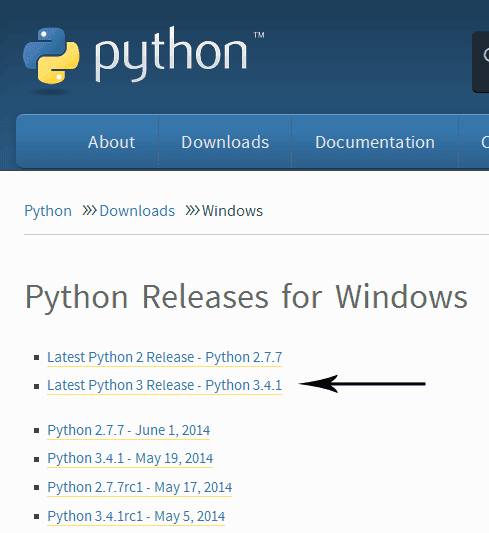 python™
About Downloads Documentation
Python »» Downloads »» Windows
Python Releases for Windows
Latest Python 2 Release - Python 2.7.7
Latest Python 3 Release - Python 3.4.1
Python 2.7.7 - June 1, 2014
Python 3.4.1 - May 19, 2014
Python 2.7.7rc1 - May 17, 2014
Python 3.4.1rc1 - May 5, 2014